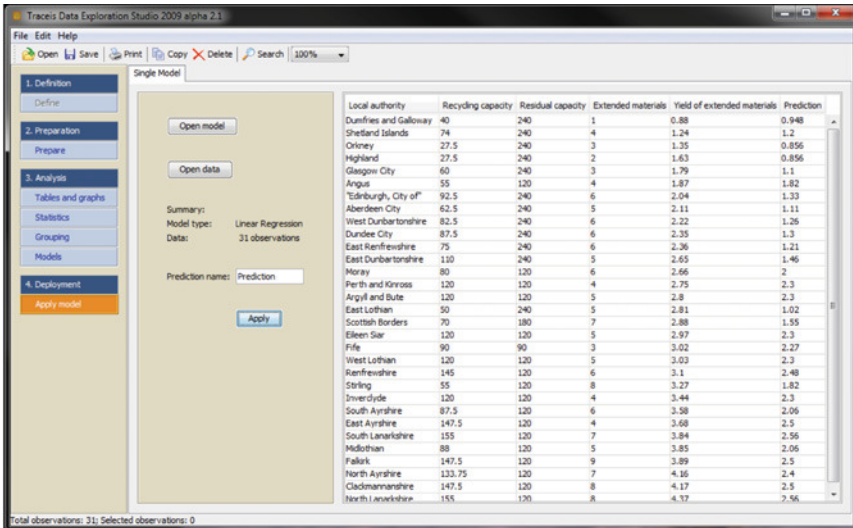 Traceis Data Exploration Studio 2009 alpha 2.1
File Edit Help
Open Save Print Copy Delete Search 100%
1. Definition
Define
2. Preparation
Prepare
3. Analysis
Tables and graphs
Statistics
Grouping
Models
4. Deployment
Apply model
Single Model
Open model
Open data
Summary:
Model type: Linear Regression
Data: 31 observations
Prediction name: Prediction
Apply
Local authority Recycling capacity Residual capacity Extended materials Yield of extended materials Prediction
Dumfries and Galloway 40 240 1 0.88 0.948
Shetland Islands 74 240 4 1.24 1.2
Orkney 27.5 240 3 1.35 0.856
Highland 27.5 240 2 1.63 0.856
Glasgow City 60 240 3 1.79 1.1
Angus 55 120 4 1.87 1.82
"Edinburgh, City of" 92.5 240 6 2.04 1.33
Aberdeen City 62.5 240 5 2.11 1.11
West Dunbartonshire 82.5 240 6 2.22 1.26
Dundee City 87.5 240 6 2.35 1.3
East Renfrewshire 75 240 6 2.36 1.21
East Dunbartonshire 110 240 5 2.65 1.46
Moray 80 120 6 2.66 2
Perth and Kinross 120 120 4 2.75 2.3
Argyll and Bute 120 120 5 2.8 2.3
East Lothian 50 240 5 2.81 1.02
Scottish Borders 70 180 7 2.88 1.55
Eileen Siar 120 120 5 2.97 2.3
Fife 90 90 3 3.02 2.27
West Lothian 120 120 5 3.03 2.3
Renfrewshire 145 120 6 3.1 2.48
Stirling 55 120 8 3.27 1.82
Inverclyde 120 120 4 3.44 2.3
South Ayrshire 87.5 120 6 3.58 2.06
East Ayrshire 147.5 120 4 3.68 2.5
South Lanarkshire 155 120 7 3.84 2.56
Midlothian 88 120 5 3.85 2.06
Falkirk 147.5 120 9 3.89 2.5
North Ayrshire 133.75 120 7 4.16 2.4
Clackmannanshire 147.5 120 8 4.17 2.5
North Lanarkshire 155 120 8 4.37 2.56
Total observations: 31; Selected observations: 0